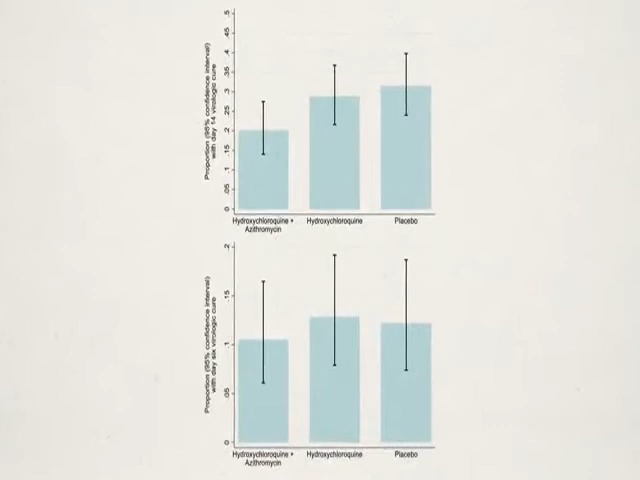 Proportion (95% confidence interval)
with day 14 virologic cure
.5
.45
.4
.35
.3
.25
.2
.15
.1
.05
0
Hydroxychloroquine +
Azithromycin
Hydroxychloroquine
Placebo
Proportion (95% confidence interval)
with day six virologic cure
.2
.15
.1
.05
0
Hydroxychloroquine +
Azithromycin
Hydroxychloroquine
Placebo